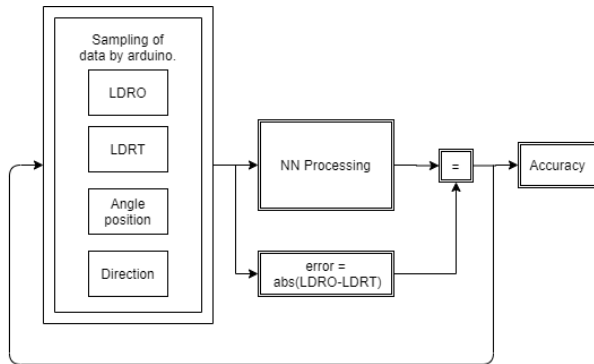 Sampling of
data by arduino.
LDRO
LDRT
Angle
position
Direction
NN Processing
error =
abs(LDRO-LDRT)
=
Accuracy